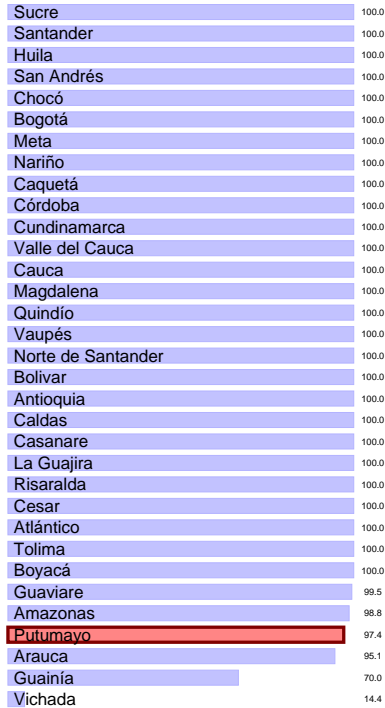 Sucre 100.0
Santander 100.0
Huila 100.0
San Andrés 100.0
Chocó 100.0
Bogotá 100.0
Meta 100.0
Nariño 100.0
Caquetá 100.0
Córdoba 100.0
Cundinamarca 100.0
Valle del Cauca 100.0
Cauca 100.0
Magdalena 100.0
Quindío 100.0
Vaupés 100.0
Norte de Santander 100.0
Bolivar 100.0
Antioquia 100.0
Caldas 100.0
Casanare 100.0
La Guajira 100.0
Risaralda 100.0
Cesar 100.0
Atlántico 100.0
Tolima 100.0
Boyacá 100.0
Guaviare 99.5
Amazonas 98.8
Putumayo 97.4
Arauca 95.1
Guainía 70.0
Vichada 14.4